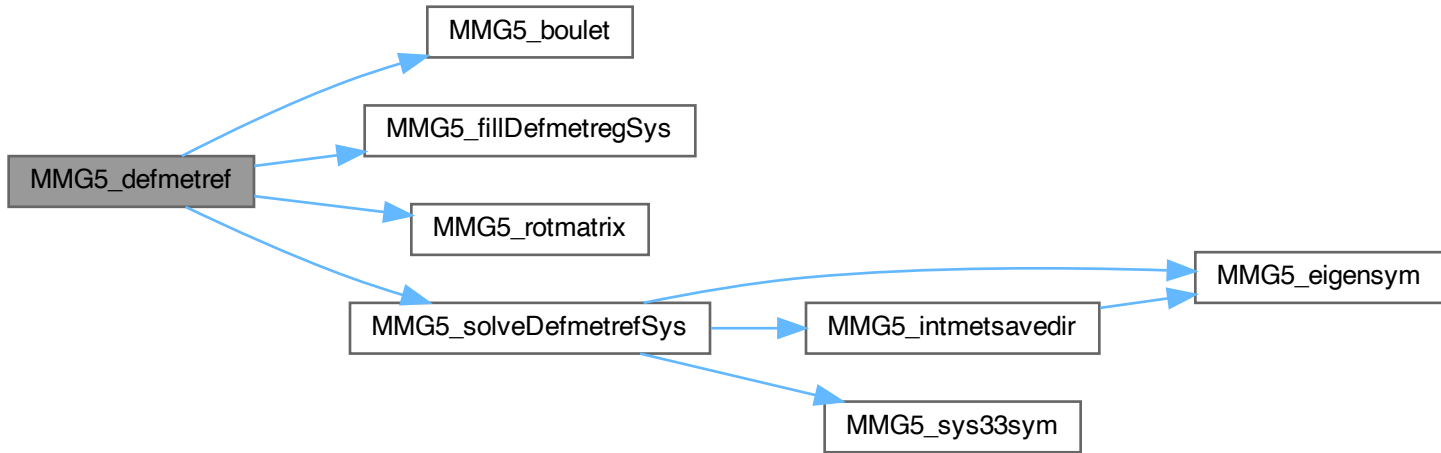 MMG5_boulet
MMG5_fillDefmetregSys
MMG5_defmetref
MMG5_rotmatrix
MMG5_eigensym
MMG5_solveDefmetrefSys
MMG5_intmetsavedir
MMG5_sys33sym